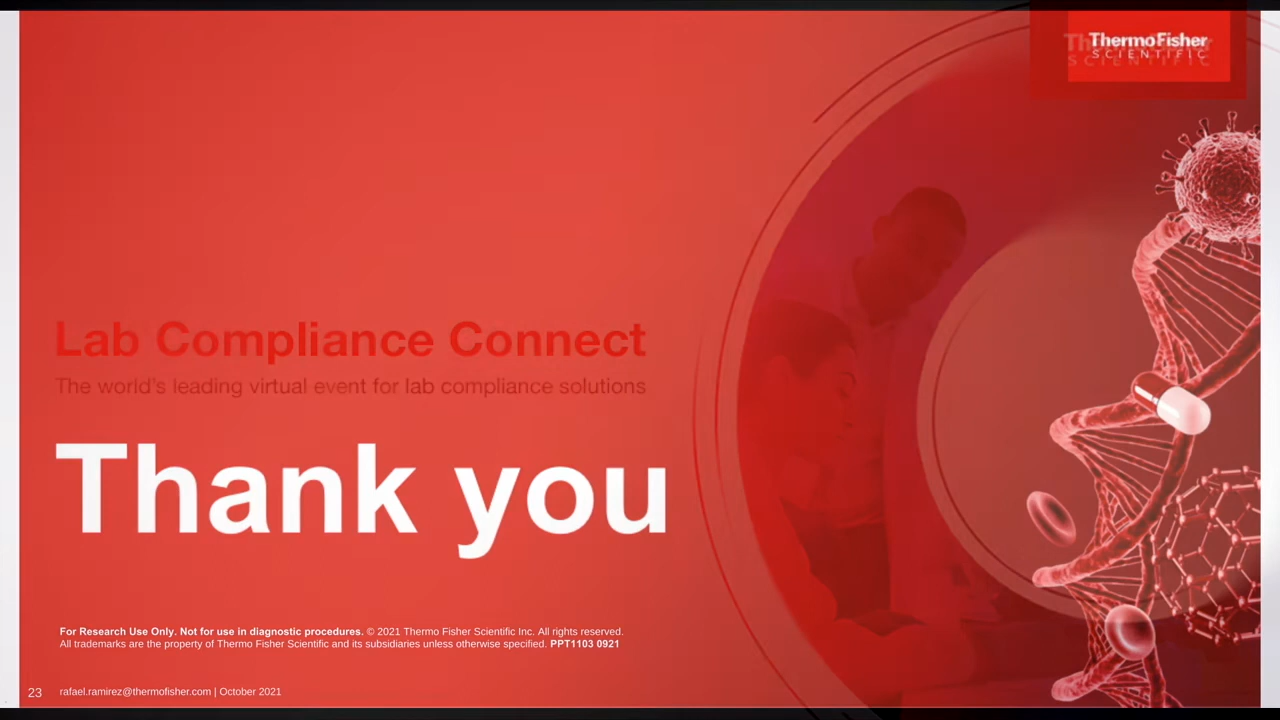 ThermoFisher
SCIENTIFIC
Lab Compliance Connect
The world's leading virtual event for lab compliance solutions
Thank you
For Research Use Only. Not for use in diagnostic procedures. © 2021 Thermo Fisher Scientific Inc. All rights reserved.
All trademarks are the property of Thermo Fisher Scientific and its subsidiaries unless otherwise specified. PPT1103 0921
23 rafael.ramirez@thermofisher.com | October 2021